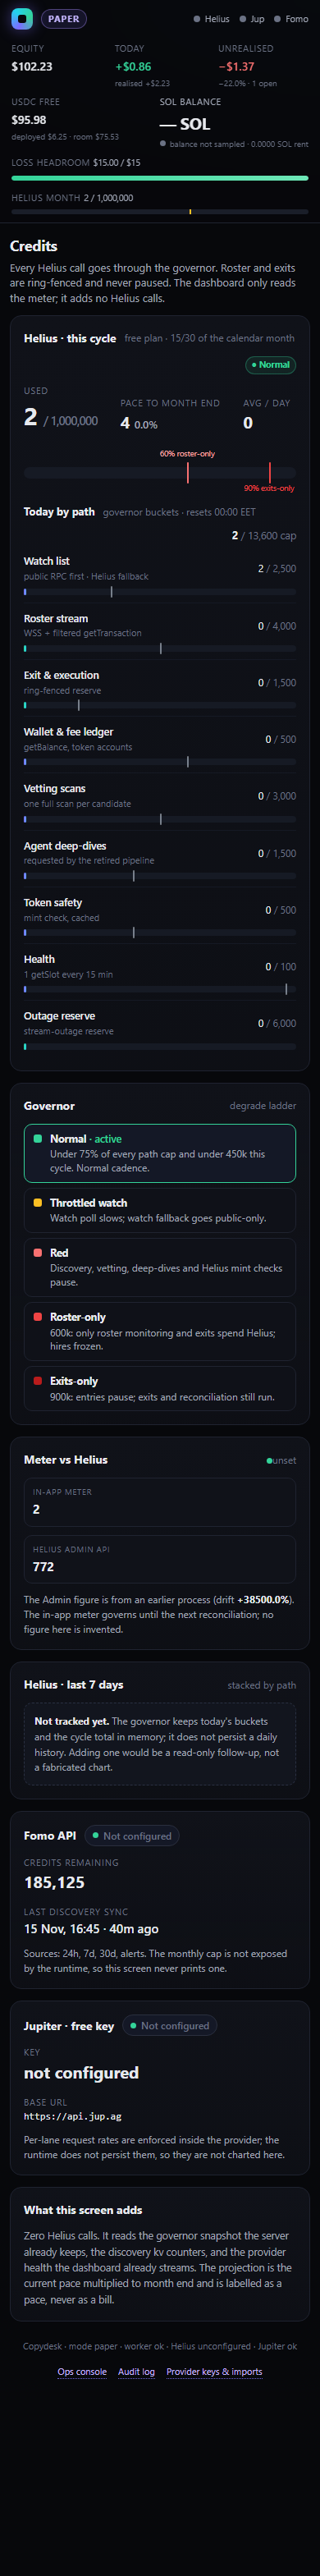 PAPER
Helius Jup Fomo
EQUITY TODAY UNREALISED
$102.23 +$0.86 −$1.37
realised +$2.23 −22.0% · 1 open
USDC FREE SOL BALANCE
$95.98 — SOL
deployed $6.25 · room $75.53 balance not sampled · 0.0000 SOL rent
LOSS HEADROOM $15.00 / $15
HELIUS MONTH 2 / 1,000,000
Credits
Every Helius call goes through the governor. Roster and exits
are ring-fenced and never paused. The dashboard only reads
the meter; it adds no Helius calls.
Helius · this cycle free plan · 15/30 of the calendar month
Normal
USED PACE TO MONTH END AVG / DAY
2 / 1,000,000 4 0.0% 0
60% roster-only
90% exits-only
Today by path governor buckets · resets 00:00 EET
2 / 13,600 cap
Watch list 2 / 2,500
public RPC first · Helius fallback
Roster stream 0 / 4,000
WSS + filtered getTransaction
Exit & execution 0 / 1,500
ring-fenced reserve
Wallet & fee ledger 0 / 500
getBalance, token accounts
Vetting scans 0 / 3,000
one full scan per candidate
Agent deep-dives 0 / 1,500
requested by the retired pipeline
Token safety 0 / 500
mint check, cached
Health 0 / 100
1 getSlot every 15 min
Outage reserve 0 / 6,000
stream-outage reserve
Governor degrade ladder
Normal · active
Under 75% of every path cap and under 450k this
cycle. Normal cadence.
Throttled watch
Watch poll slows; watch fallback goes public-only.
Red
Discovery, vetting, deep-dives and Helius mint checks
pause.
Roster-only
600k: only roster monitoring and exits spend Helius;
hires frozen.
Exits-only
900k: entries pause; exits and reconciliation still run.
Meter vs Helius unset
IN-APP METER
2
HELIUS ADMIN API
772
The Admin figure is from an earlier process (drift +38500.0%).
The in-app meter governs until the next reconciliation; no
figure here is invented.
Helius · last 7 days stacked by path
Not tracked yet. The governor keeps today's buckets
and the cycle total in memory; it does not persist a daily
history. Adding one would be a read-only follow-up, not
a fabricated chart.
Fomo API Not configured
CREDITS REMAINING
185,125
LAST DISCOVERY SYNC
15 Nov, 16:45 · 40m ago
Sources: 24h, 7d, 30d, alerts. The monthly cap is not exposed
by the runtime, so this screen never prints one.
Jupiter · free key Not configured
KEY
not configured
BASE URL
https://api.jup.ag
Per-lane request rates are enforced inside the provider; the
runtime does not persist them, so they are not charted here.
What this screen adds
Zero Helius calls. It reads the governor snapshot the server
already keeps, the discovery kv counters, and the provider
health the dashboard already streams. The projection is the
current pace multiplied to month end and is labelled as a
pace, never as a bill.
Copydesk · mode paper · worker ok · Helius unconfigured · Jupiter ok
Ops console Audit log Provider keys & imports